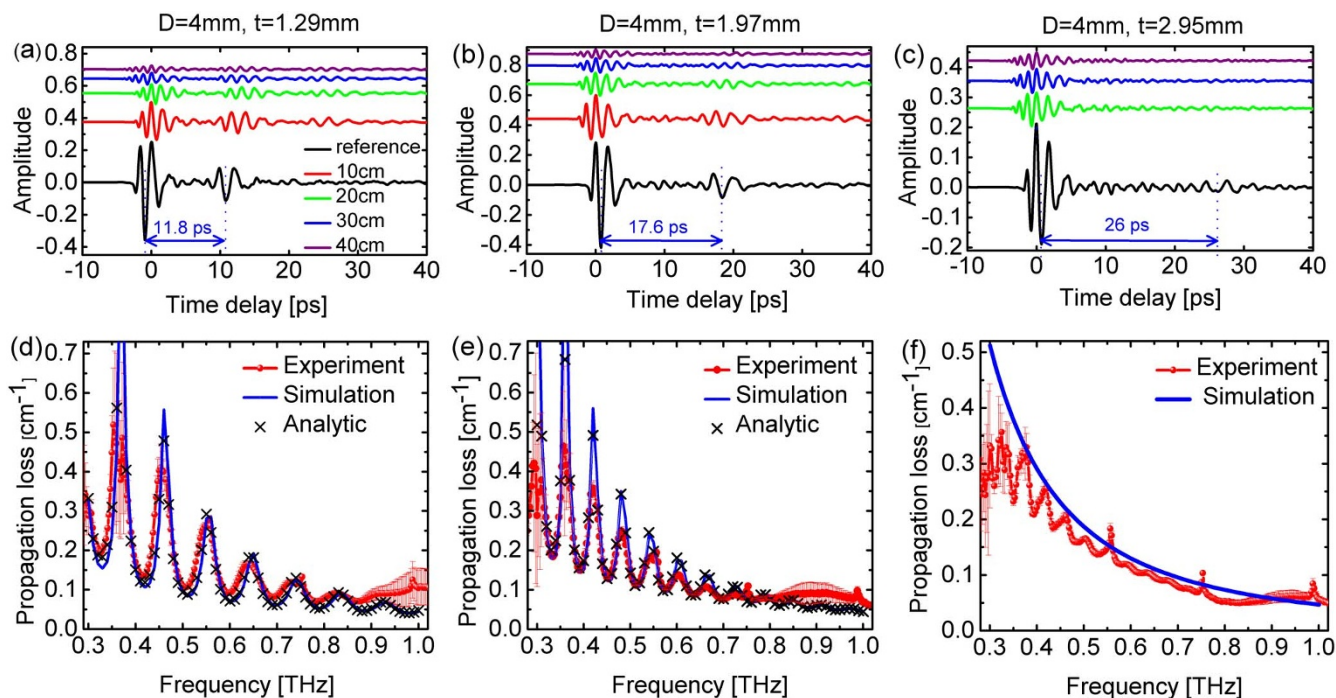 D=4mm, t=1.29mm
D=4mm, t=1.97mm
D=4mm, t=2.95mm
(a)
0.8
0.6
0.4
0.2
0.0
-0.2
-0.4
Amplitude
reference
10cm
20cm
30cm
40cm
11.8 ps
-10 0 10 20 30 40
Time delay [ps]
(b)
0.8
0.6
0.4
0.2
0.0
-0.2
-0.4
Amplitude
17.6 ps
-10 0 10 20 30 40
Time delay [ps]
(c)
0.4
0.3
0.2
0.1
0.0
-0.1
-0.2
Amplitude
26 ps
-10 0 10 20 30 40
Time delay [ps]
(d)
0.7
0.6
0.5
0.4
0.3
0.2
0.1
0.0
Propagation loss [cm⁻¹]
Experiment
Simulation
Analytic
0.3 0.4 0.5 0.6 0.7 0.8 0.9 1.0
Frequency [THz]
(e)
0.7
0.6
0.5
0.4
0.3
0.2
0.1
0.0
Propagation loss [cm⁻¹]
Experiment
Simulation
Analytic
0.3 0.4 0.5 0.6 0.7 0.8 0.9 1.0
Frequency [THz]
(f)
0.5
0.4
0.3
0.2
0.1
0.0
Propagation loss [cm⁻¹]
Experiment
Simulation
0.3 0.4 0.5 0.6 0.7 0.8 0.9 1.0
Frequency [THz]